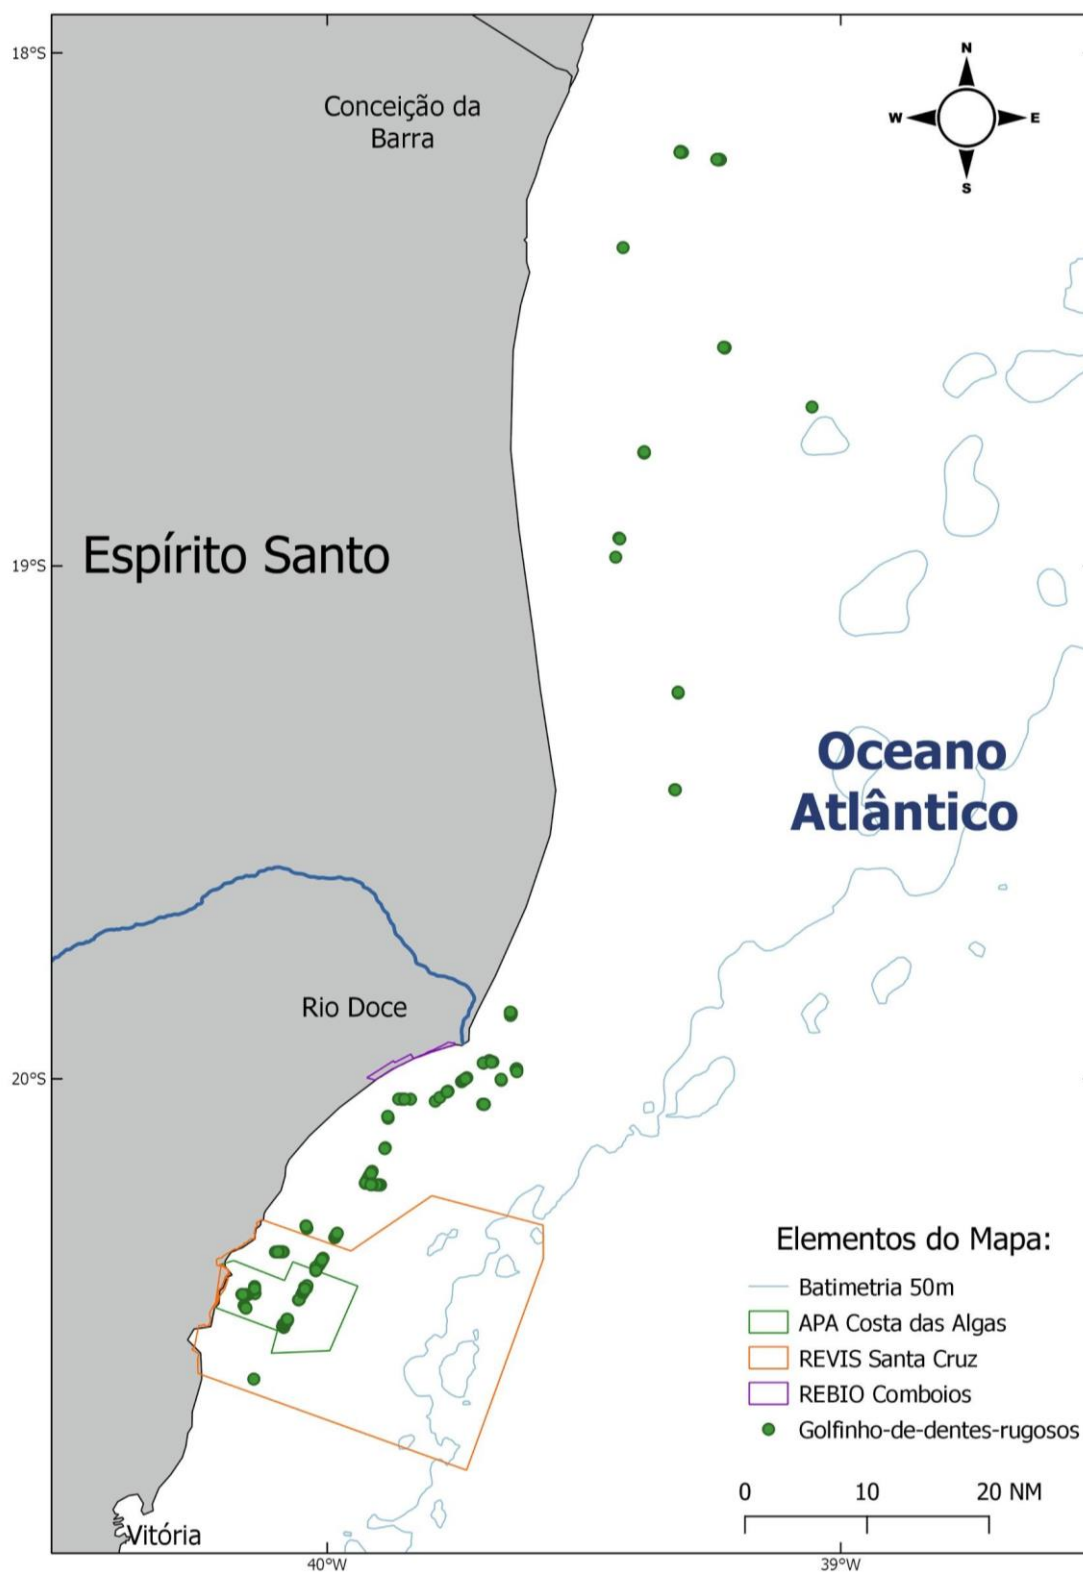 18°S
Conceição da
Barra
N
W
E
S
Espírito Santo
19°S
Oceano
Atlântico
Rio Doce
20°S
Elementos do Mapa:
Batimetria 50m
APA Costa das Algas
REVIS Santa Cruz
REBIO Comboios
Golfinho-de-dentes-rugosos
0 10 20 NM
Vitória
40°W
39°W